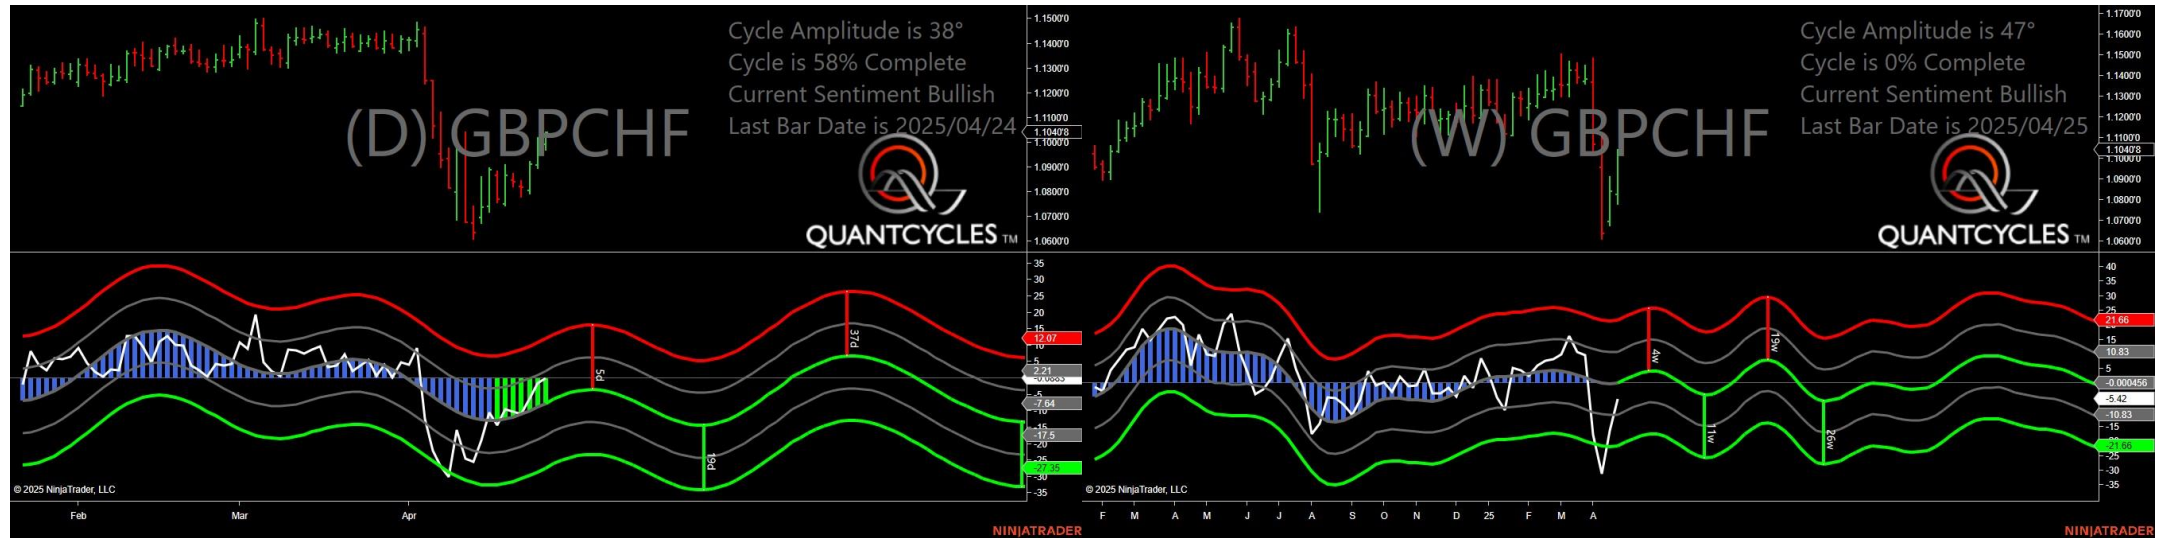 Cycle Amplitude is 38°
Cycle is 58% Complete
Current Sentiment Bullish
Last Bar Date is 2025/04/24
(D) GBPCHF
QUANTCYCLES TM
1.1500'0
1.1400'0
1.1300'0
1.1200'0
1.1040'8
1.1000'0
1.0900'0
1.0800'0
1.0700'0
1.0600'0
35
30
25
20
15
12.07
10
5
2.21
-0.0883
-5
-7.64
-10
-15
-17.5
-20
-25
-27.35
-30
-35
5d
19d
37d
© 2025 NinjaTrader, LLC
Feb
Mar
Apr
NINJATRADER
Cycle Amplitude is 47°
Cycle is 0% Complete
Current Sentiment Bullish
Last Bar Date is 2025/04/25
(W) GBPCHF
QUANTCYCLES TM
1.1700'0
1.1600'0
1.1500'0
1.1400'0
1.1300'0
1.1200'0
1.1100'0
1.1040'8
1.1000'0
1.0900'0
1.0800'0
1.0700'0
1.0600'0
40
35
30
25
21.66
15
10.83
5
-0.000456
-5.42
-10.83
-15
-21.66
-25
-30
-35
4w
11w
19w
26w
© 2025 NinjaTrader, LLC
F
M
A
M
J
J
A
S
O
N
D
25
F
M
A
NINJATRADER